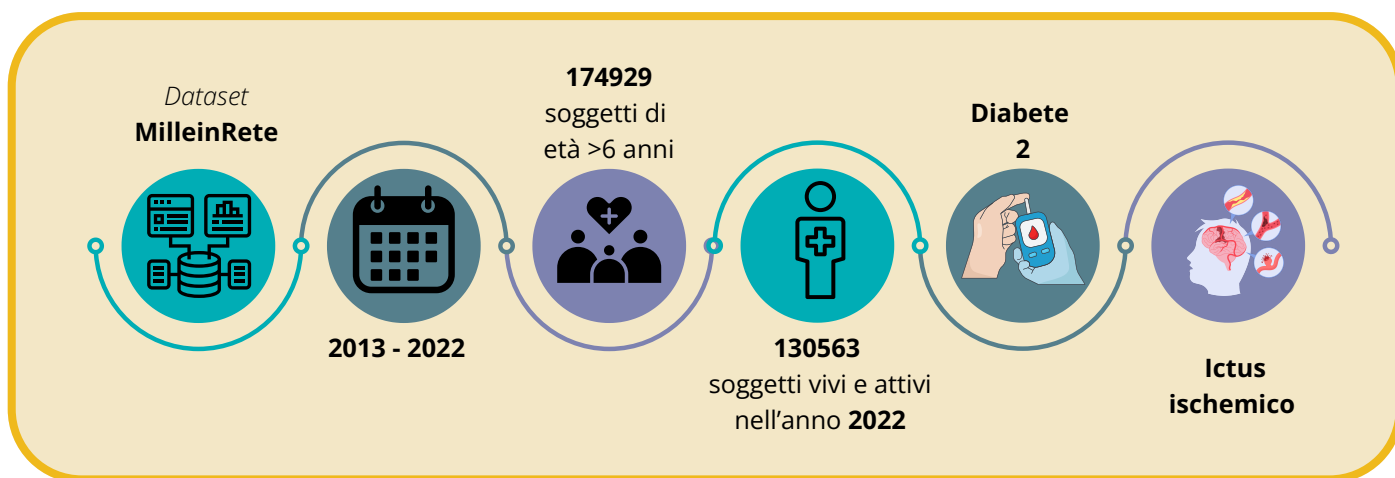 Dataset
MilleinRete
2013 - 2022
174929
soggetti di
età >6 anni
130563
soggetti vivi e attivi
nell'anno 2022
Diabete
2
Ictus
ischemico